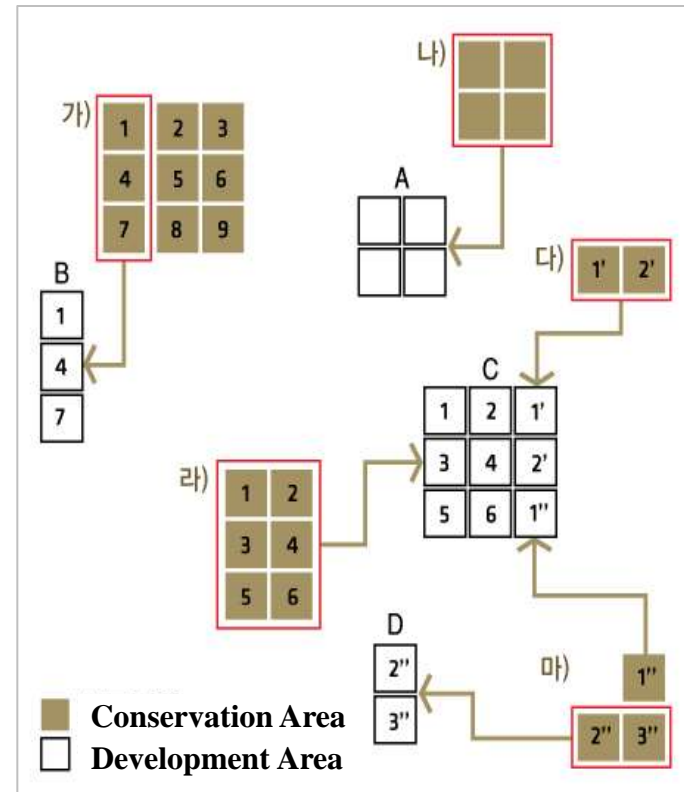 나)
가)
1 2 3
4 5 6
7 8 9
A
다)
1' 2'
B
1
4
7
C
1 2 1'
3 4 2'
5 6 1''
라)
1 2
3 4
5 6
D
2''
3''
마)
1''
2'' 3''
Conservation Area
Development Area